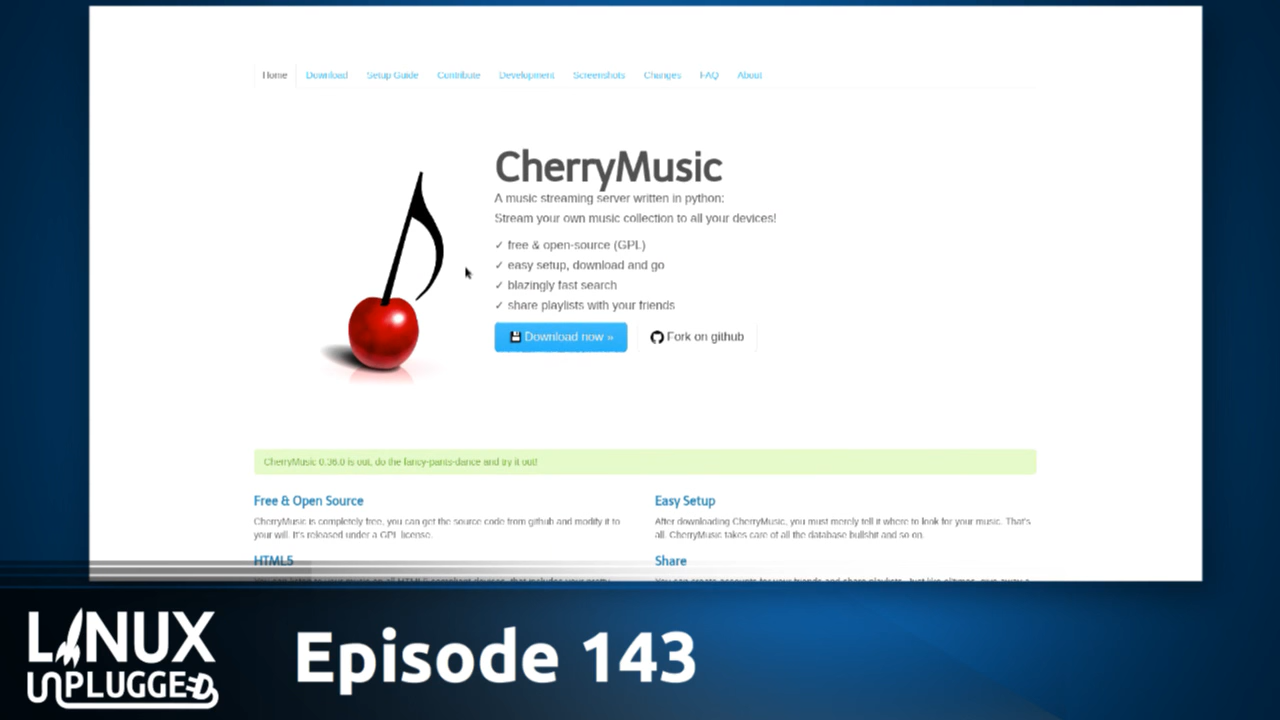 Home Download Setup Guide Contribute Development Screenshots Changes FAQ About
CherryMusic
A music streaming server written in python:
Stream your own music collection to all your devices!
✓ free & open-source (GPL)
✓ easy setup, download and go
✓ blazingly fast search
✓ share playlists with your friends
Download now » Fork on github
CherryMusic 0.36.0 is out, do the fancy-pants-dance and try it out!
Free & Open Source
CherryMusic is completely free, you can get the source code from github and modify it to
your will. It's released under a GPL license.
Easy Setup
After downloading CherryMusic, you must merely tell it where to look for your music. That's
all. CherryMusic takes care of all the database bullshit and so on.
HTML5
Share
LINUX
UNPLUGGED
Episode 143